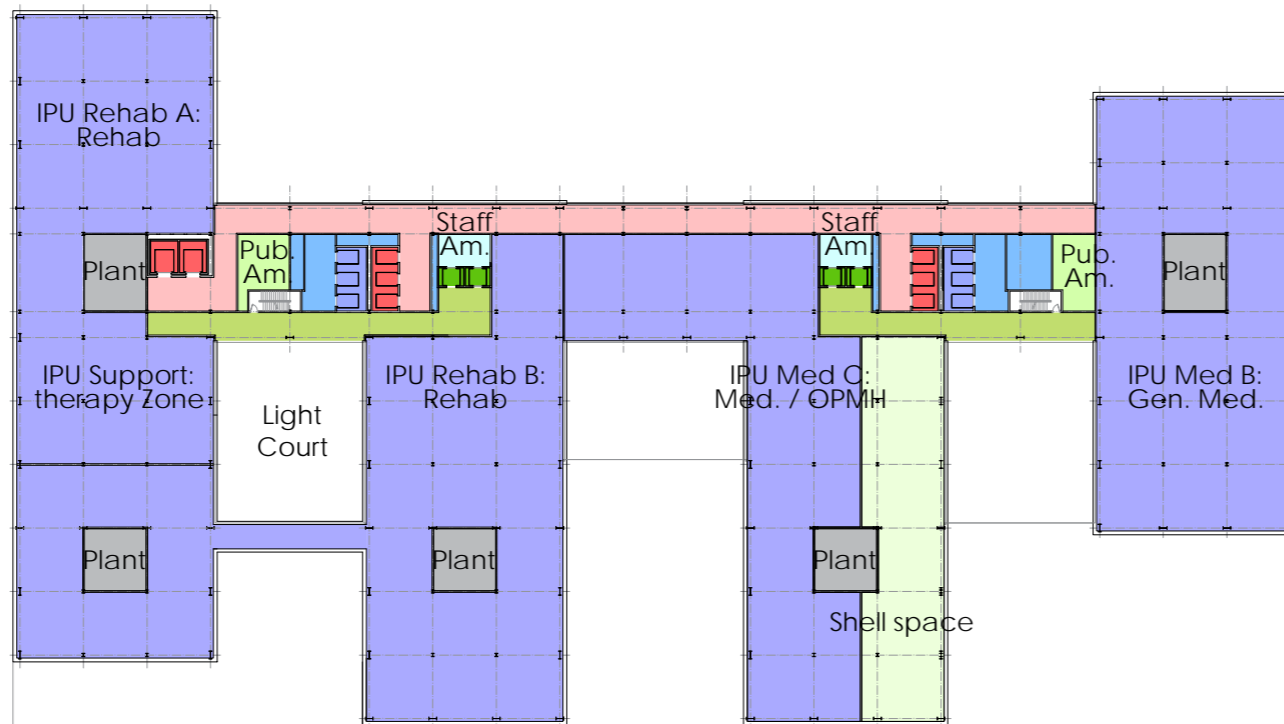 IPU Rehab A:
Rehab
Staff
Am.
Staff
Am.
Pub.
Am.
Pub.
Am.
Plant
Plant
IPU Support:
therapy Zone
IPU Rehab B:
Rehab
IPU Med C:
Med. / OPMH
IPU Med B:
Gen. Med.
Light
Court
Plant
Plant
Plant
Shell space